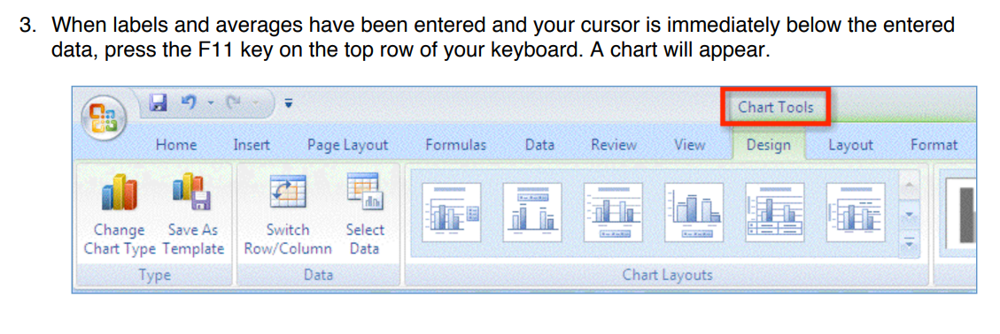 3. When labels and averages have been entered and your cursor is immediately below the entered
data, press the F11 key on the top row of your keyboard. A chart will appear.
Chart Tools
Home Insert Page Layout Formulas Data Review View Design Layout Format
Change Save As Switch Select
Chart Type Template Row/Column Data
Type Data Chart Layouts